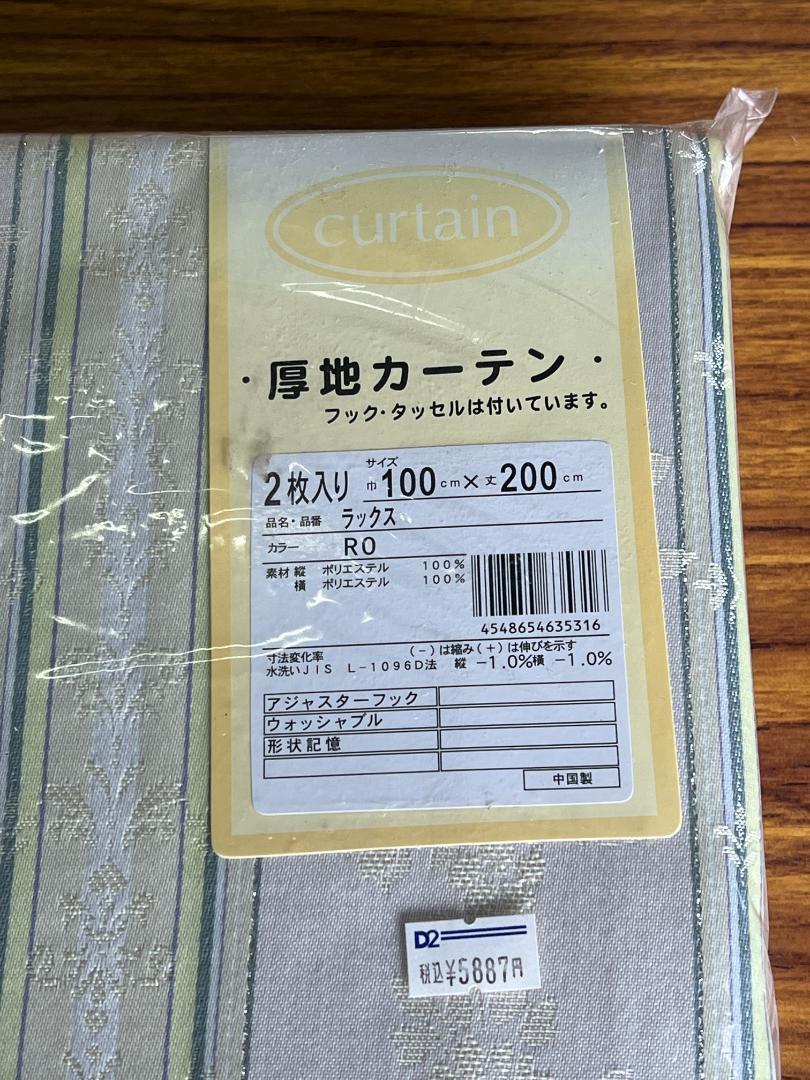 curtain
・厚地カーテン・
フック・タッセルは付いています。
2枚入り サイズ 巾100cm×丈200cm
品名・品番 ラックス
カラー RO
素材 縦 ポリエステル 100%
横 ポリエステル 100%
4548654635316
寸法変化率 (-)は縮み(+)は伸びを示す
水洗いJIS L-1096D法 縦 -1.0%横 -1.0%
アジャスターフック
ウォッシャブル
形状記憶
中国製
D2
税込¥5887円